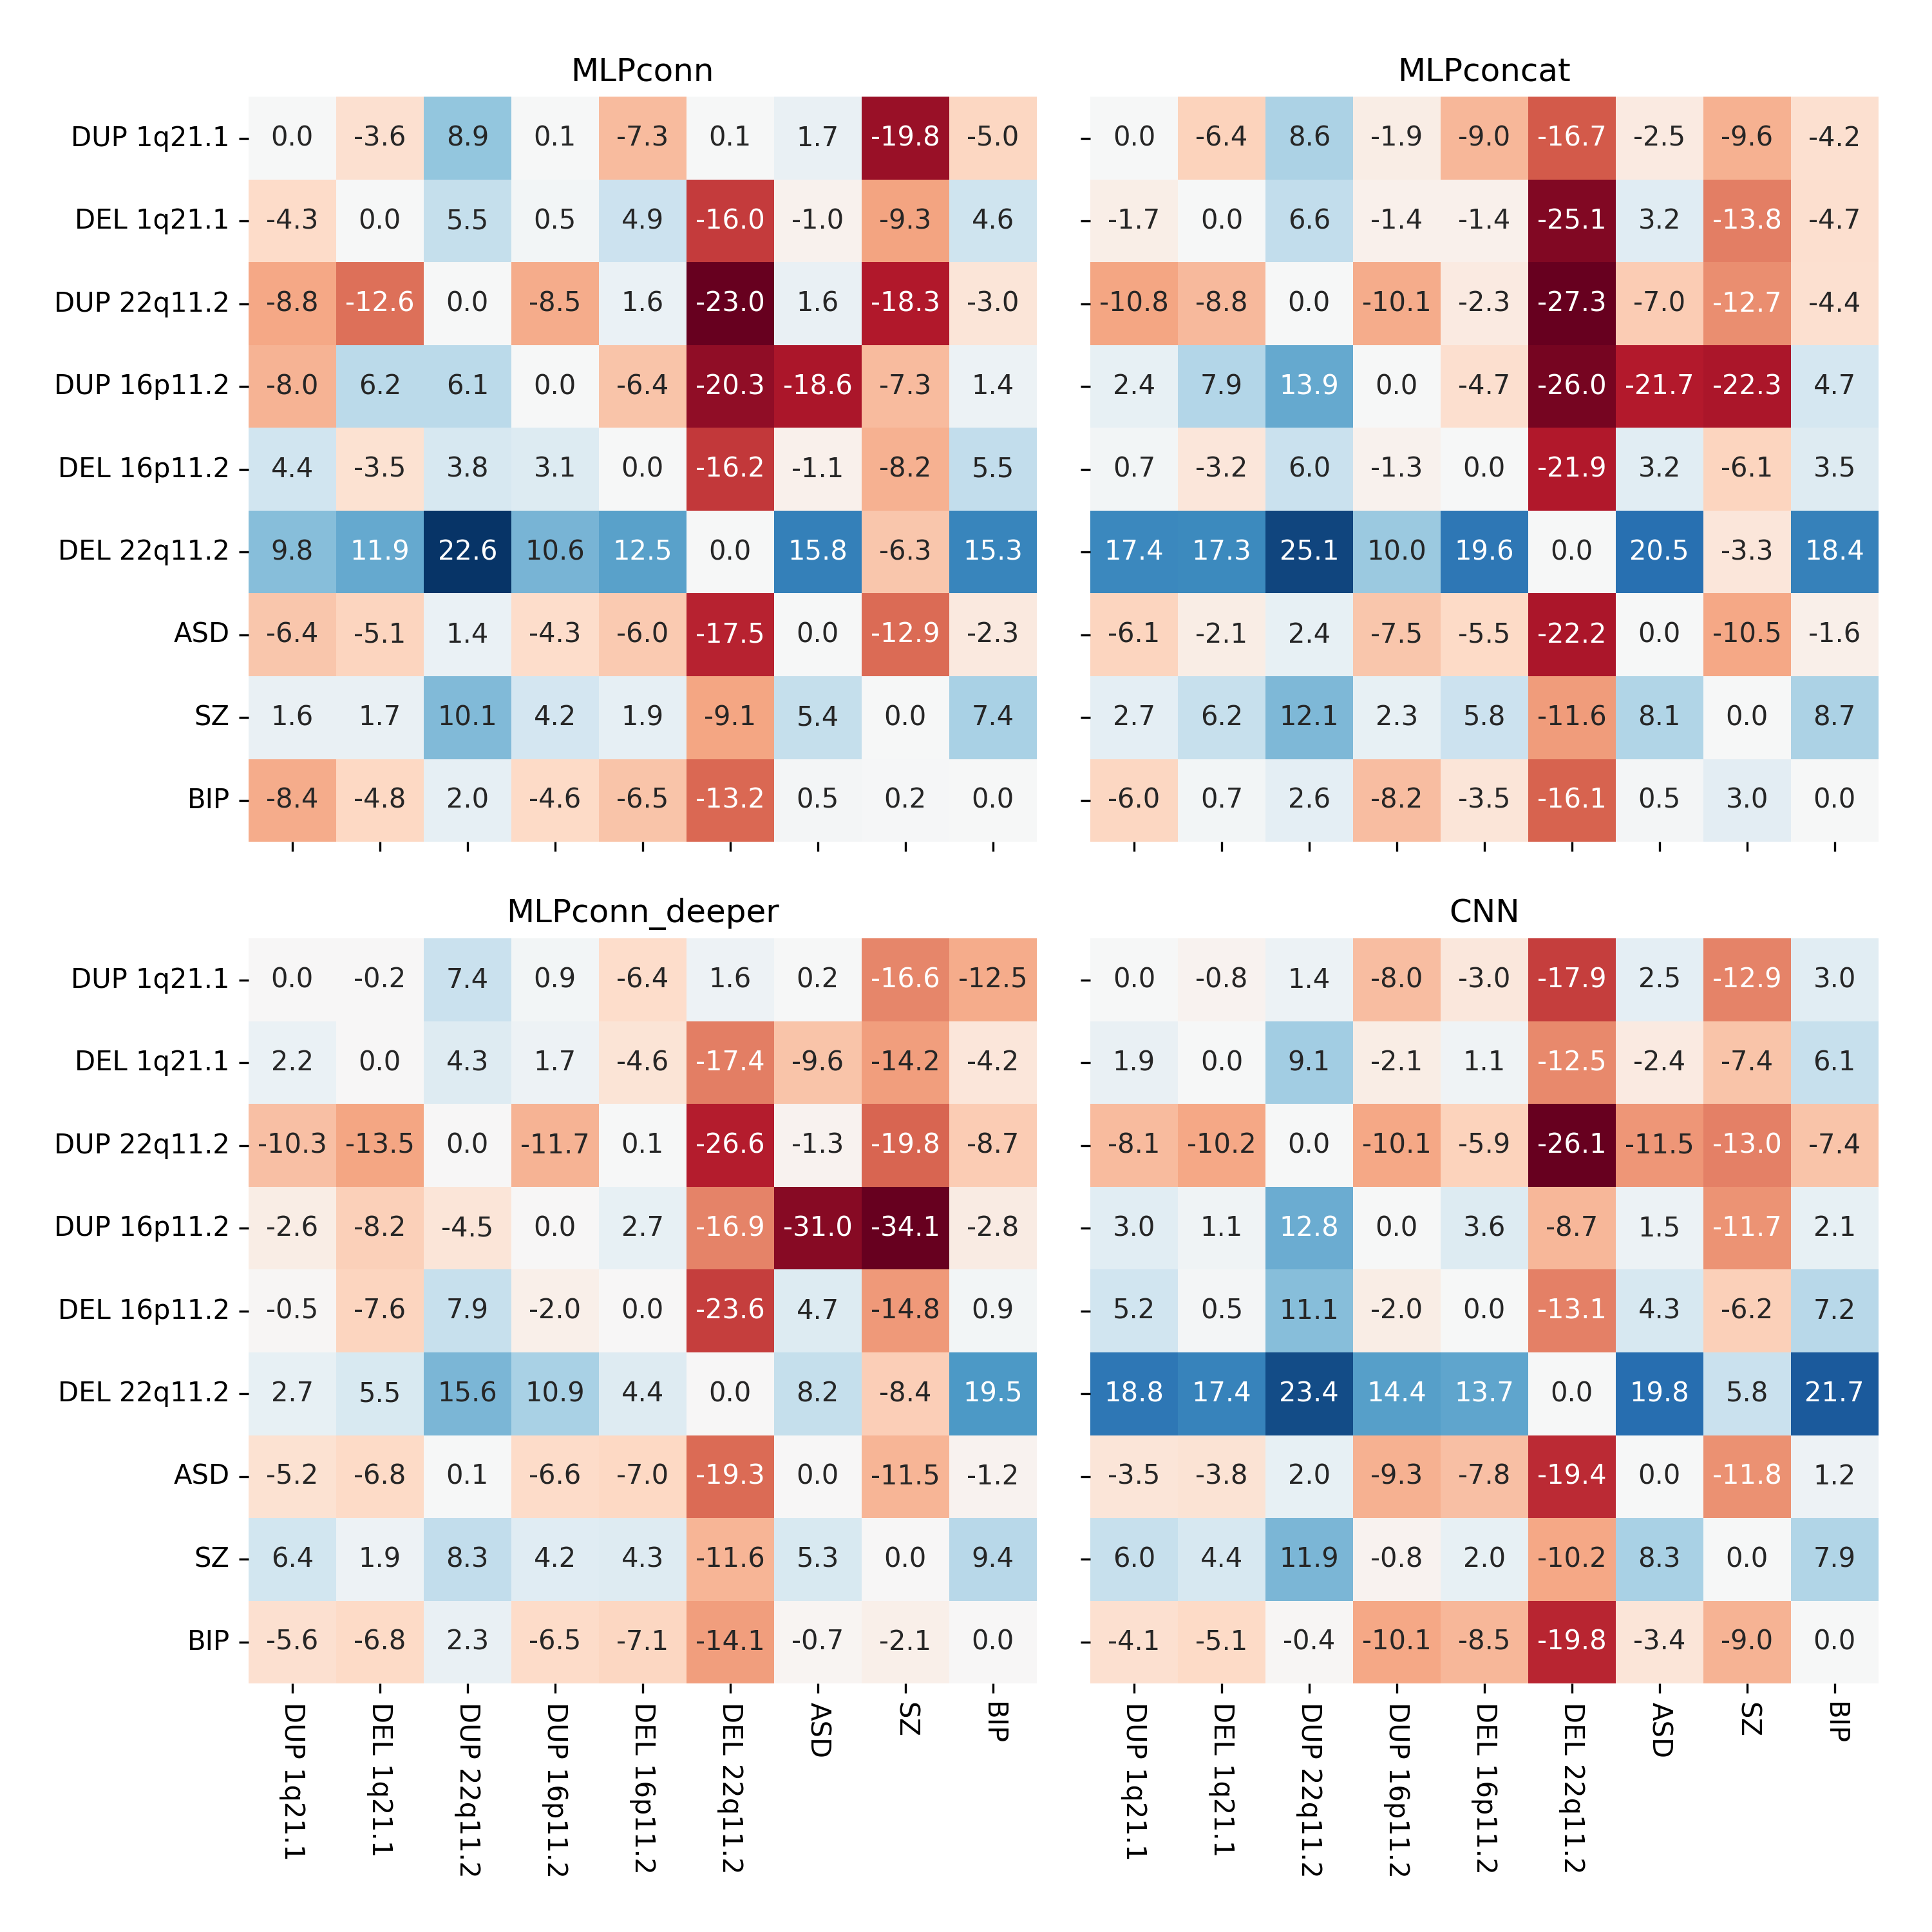 MLPconn
DUP 1q21.1 0.0 -3.6 8.9 0.1 -7.3 0.1 1.7 -19.8 -5.0
DEL 1q21.1 -4.3 0.0 5.5 0.5 4.9 -16.0 -1.0 -9.3 4.6
DUP 22q11.2 -8.8 -12.6 0.0 -8.5 1.6 -23.0 1.6 -18.3 -3.0
DUP 16p11.2 -8.0 6.2 6.1 0.0 -6.4 -20.3 -18.6 -7.3 1.4
DEL 16p11.2 4.4 -3.5 3.8 3.1 0.0 -16.2 -1.1 -8.2 5.5
DEL 22q11.2 9.8 11.9 22.6 10.6 12.5 0.0 15.8 -6.3 15.3
ASD -6.4 -5.1 1.4 -4.3 -6.0 -17.5 0.0 -12.9 -2.3
SZ 1.6 1.7 10.1 4.2 1.9 -9.1 5.4 0.0 7.4
BIP -8.4 -4.8 2.0 -4.6 -6.5 -13.2 0.5 0.2 0.0
MLPconcat
0.0 -6.4 8.6 -1.9 -9.0 -16.7 -2.5 -9.6 -4.2
-1.7 0.0 6.6 -1.4 -1.4 -25.1 3.2 -13.8 -4.7
-10.8 -8.8 0.0 -10.1 -2.3 -27.3 -7.0 -12.7 -4.4
2.4 7.9 13.9 0.0 -4.7 -26.0 -21.7 -22.3 4.7
0.7 -3.2 6.0 -1.3 0.0 -21.9 3.2 -6.1 3.5
17.4 17.3 25.1 10.0 19.6 0.0 20.5 -3.3 18.4
-6.1 -2.1 2.4 -7.5 -5.5 -22.2 0.0 -10.5 -1.6
2.7 6.2 12.1 2.3 5.8 -11.6 8.1 0.0 8.7
-6.0 0.7 2.6 -8.2 -3.5 -16.1 0.5 3.0 0.0
MLPconn_deeper
DUP 1q21.1 0.0 -0.2 7.4 0.9 -6.4 1.6 0.2 -16.6 -12.5
DEL 1q21.1 2.2 0.0 4.3 1.7 -4.6 -17.4 -9.6 -14.2 -4.2
DUP 22q11.2 -10.3 -13.5 0.0 -11.7 0.1 -26.6 -1.3 -19.8 -8.7
DUP 16p11.2 -2.6 -8.2 -4.5 0.0 2.7 -16.9 -31.0 -34.1 -2.8
DEL 16p11.2 -0.5 -7.6 7.9 -2.0 0.0 -23.6 4.7 -14.8 0.9
DEL 22q11.2 2.7 5.5 15.6 10.9 4.4 0.0 8.2 -8.4 19.5
ASD -5.2 -6.8 0.1 -6.6 -7.0 -19.3 0.0 -11.5 -1.2
SZ 6.4 1.9 8.3 4.2 4.3 -11.6 5.3 0.0 9.4
BIP -5.6 -6.8 2.3 -6.5 -7.1 -14.1 -0.7 -2.1 0.0
DUP 1q21.1
DEL 1q21.1
DUP 22q11.2
DUP 16p11.2
DEL 16p11.2
DEL 22q11.2
ASD
SZ
BIP
CNN
0.0 -0.8 1.4 -8.0 -3.0 -17.9 2.5 -12.9 3.0
1.9 0.0 9.1 -2.1 1.1 -12.5 -2.4 -7.4 6.1
-8.1 -10.2 0.0 -10.1 -5.9 -26.1 -11.5 -13.0 -7.4
3.0 1.1 12.8 0.0 3.6 -8.7 1.5 -11.7 2.1
5.2 0.5 11.1 -2.0 0.0 -13.1 4.3 -6.2 7.2
18.8 17.4 23.4 14.4 13.7 0.0 19.8 5.8 21.7
-3.5 -3.8 2.0 -9.3 -7.8 -19.4 0.0 -11.8 1.2
6.0 4.4 11.9 -0.8 2.0 -10.2 8.3 0.0 7.9
-4.1 -5.1 -0.4 -10.1 -8.5 -19.8 -3.4 -9.0 0.0
DUP 1q21.1
DEL 1q21.1
DUP 22q11.2
DUP 16p11.2
DEL 16p11.2
DEL 22q11.2
ASD
SZ
BIP